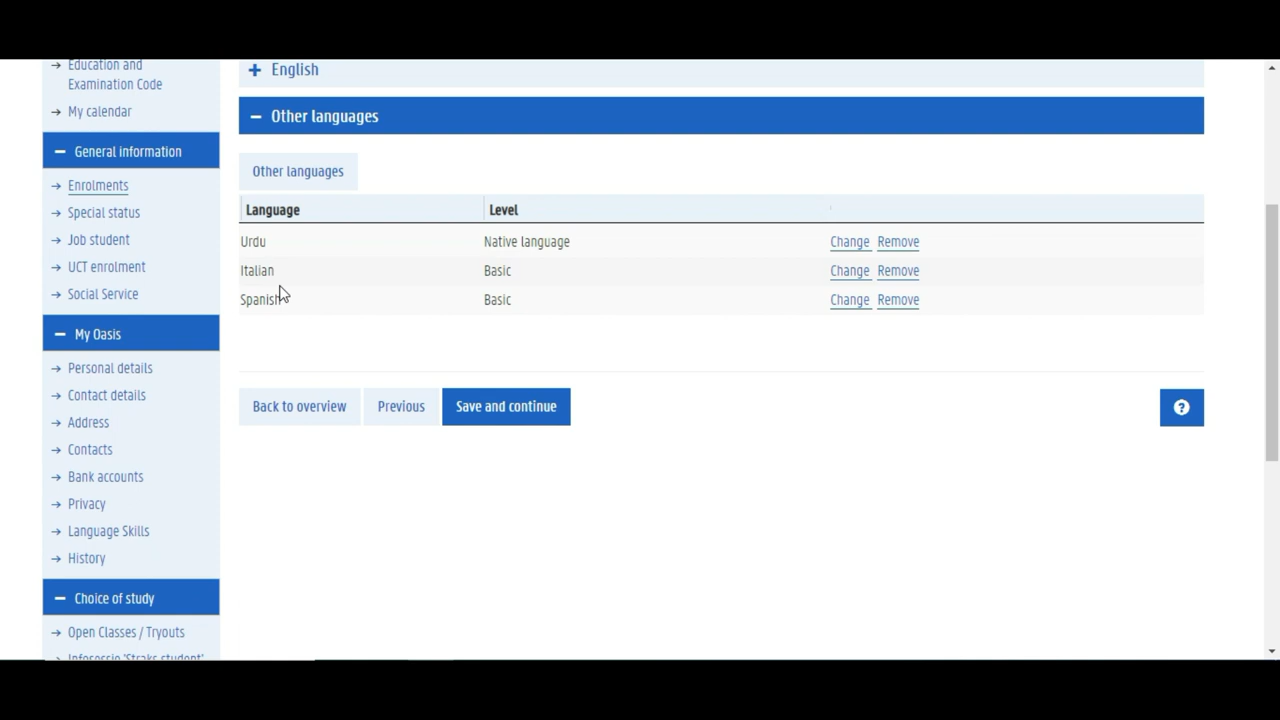 Education and
Examination Code
My calendar
General information
Enrolments
Special status
Job student
UCT enrolment
Social Service
My Oasis
Personal details
Contact details
Address
Contacts
Bank accounts
Privacy
Language Skills
History
Choice of study
Open Classes / Tryouts
Infosessie 'Straks student'
English
Other languages
Other languages
Language Level
Urdu Native language Change Remove
Italian Basic Change Remove
Spanish Basic Change Remove
Back to overview Previous Save and continue ?